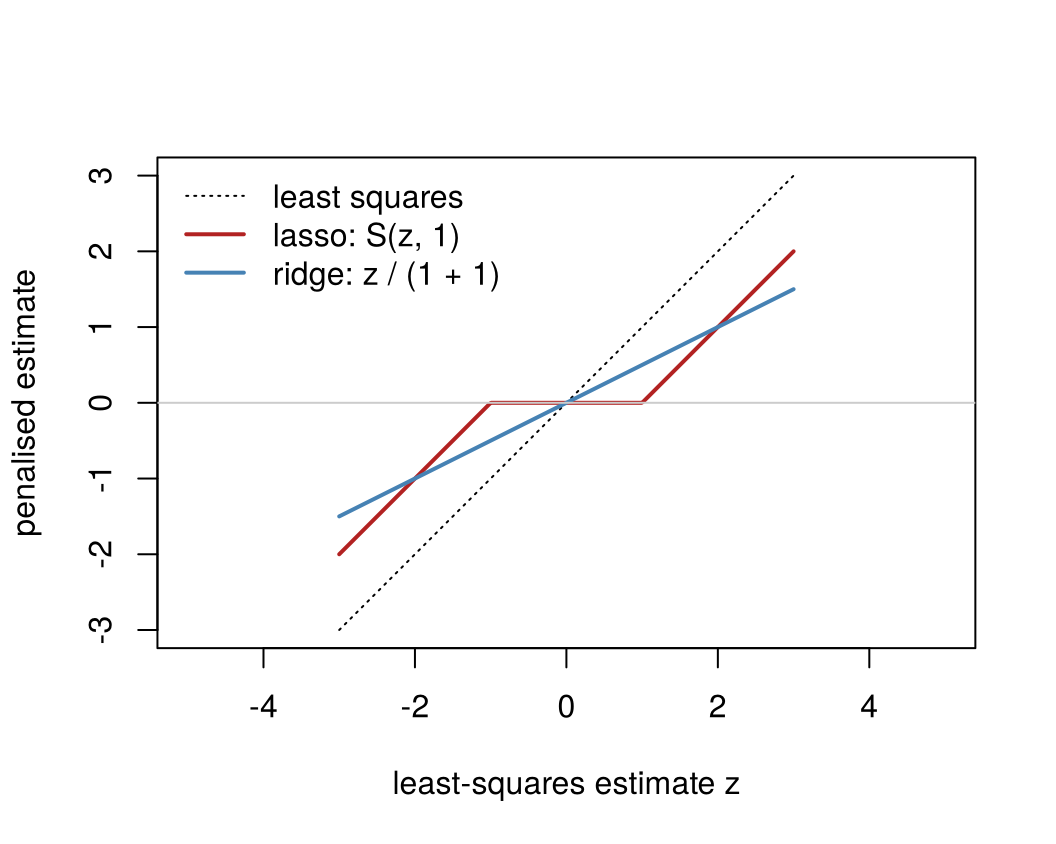 least squares
lasso: S(z, 1)
ridge: z / (1 + 1)
3
2
1
0
-1
-2
-3
penalised estimate
-4
-2
0
2
4
least-squares estimate z